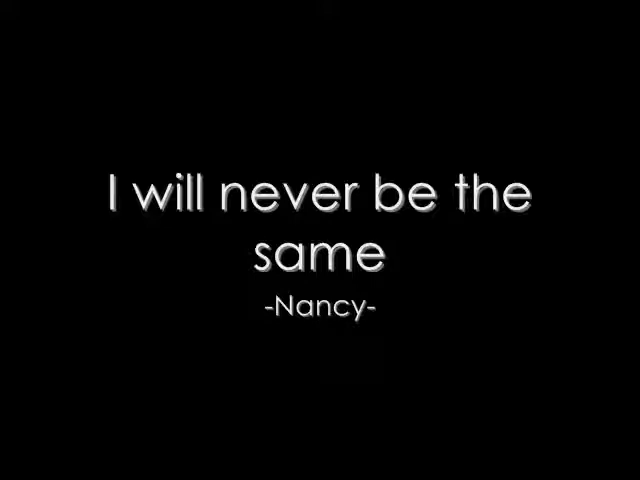 I will never be the
same
-Nancy-